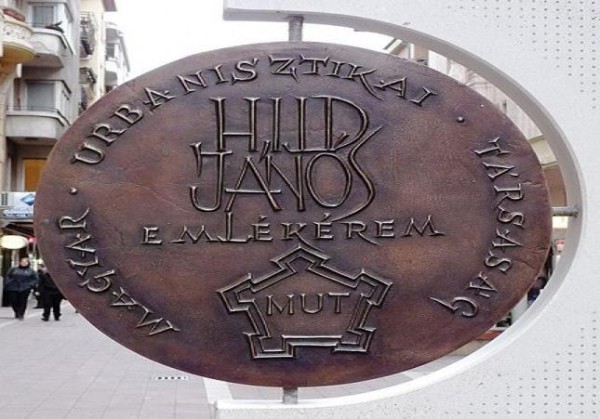 MAGYAR · URBANISZTIKAI · TÁRSASÁG
HILD
JÁNOS
EMLÉKÉREM
MUT